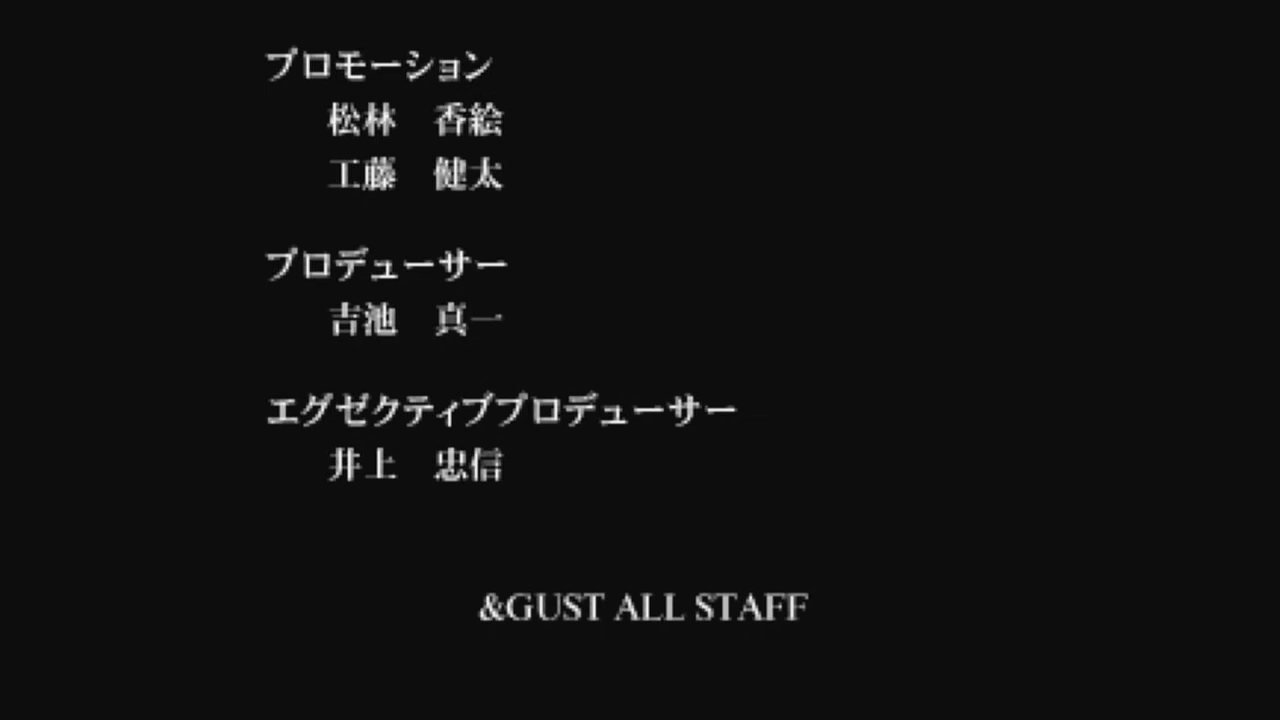 プロモーション
松林　香絵
工藤　健太
プロデューサー
吉池　真一
エグゼクティブプロデューサー
井上　忠信
&GUST ALL STAFF